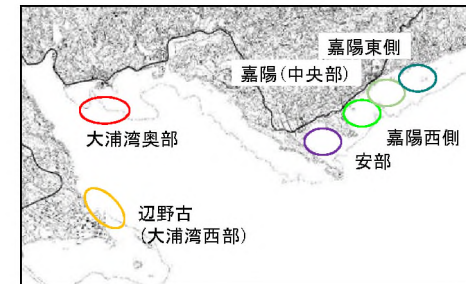 嘉陽東側
嘉陽(中央部)
大浦湾奥部
嘉陽西側
安部
辺野古
(大浦湾西部)